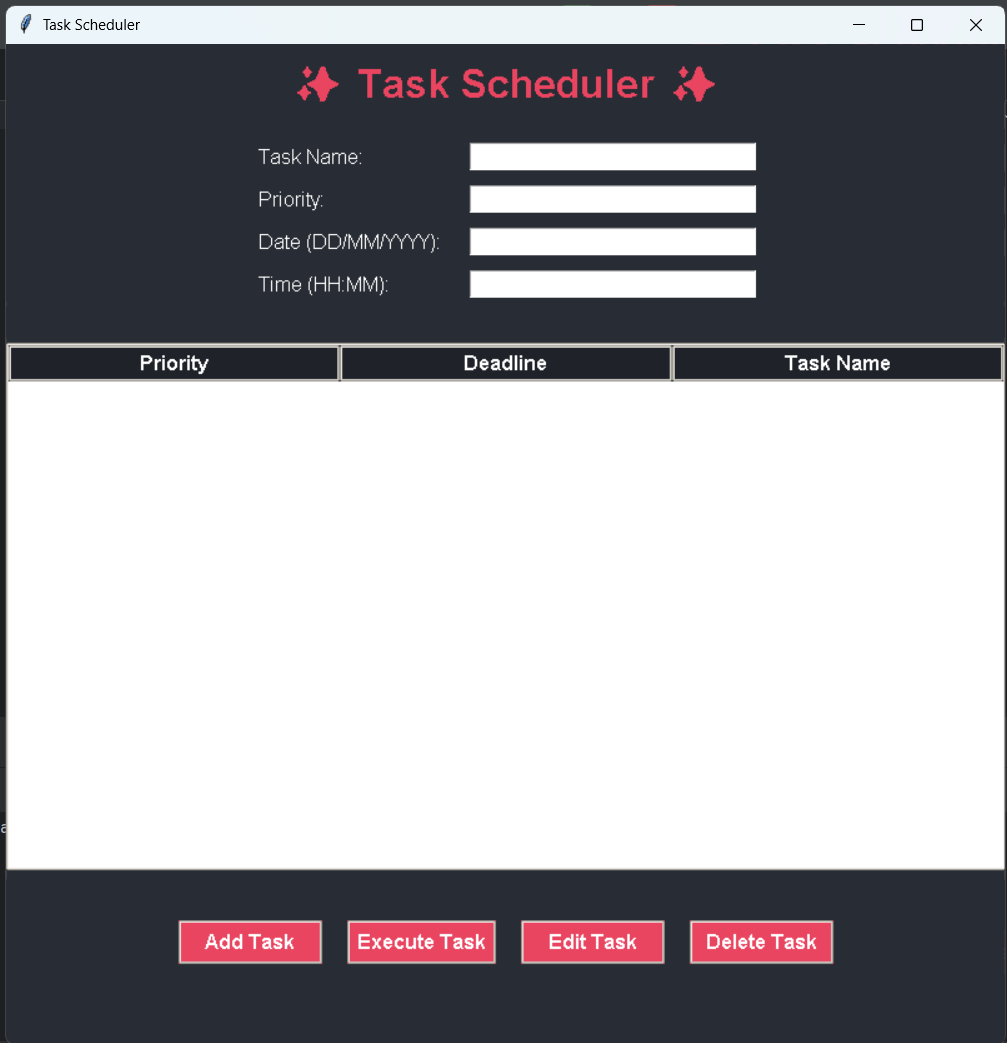 Task Scheduler
✨ Task Scheduler ✨
Task Name:
Priority:
Date (DD/MM/YYYY):
Time (HH:MM):
Priority Deadline Task Name
Add Task Execute Task Edit Task Delete Task